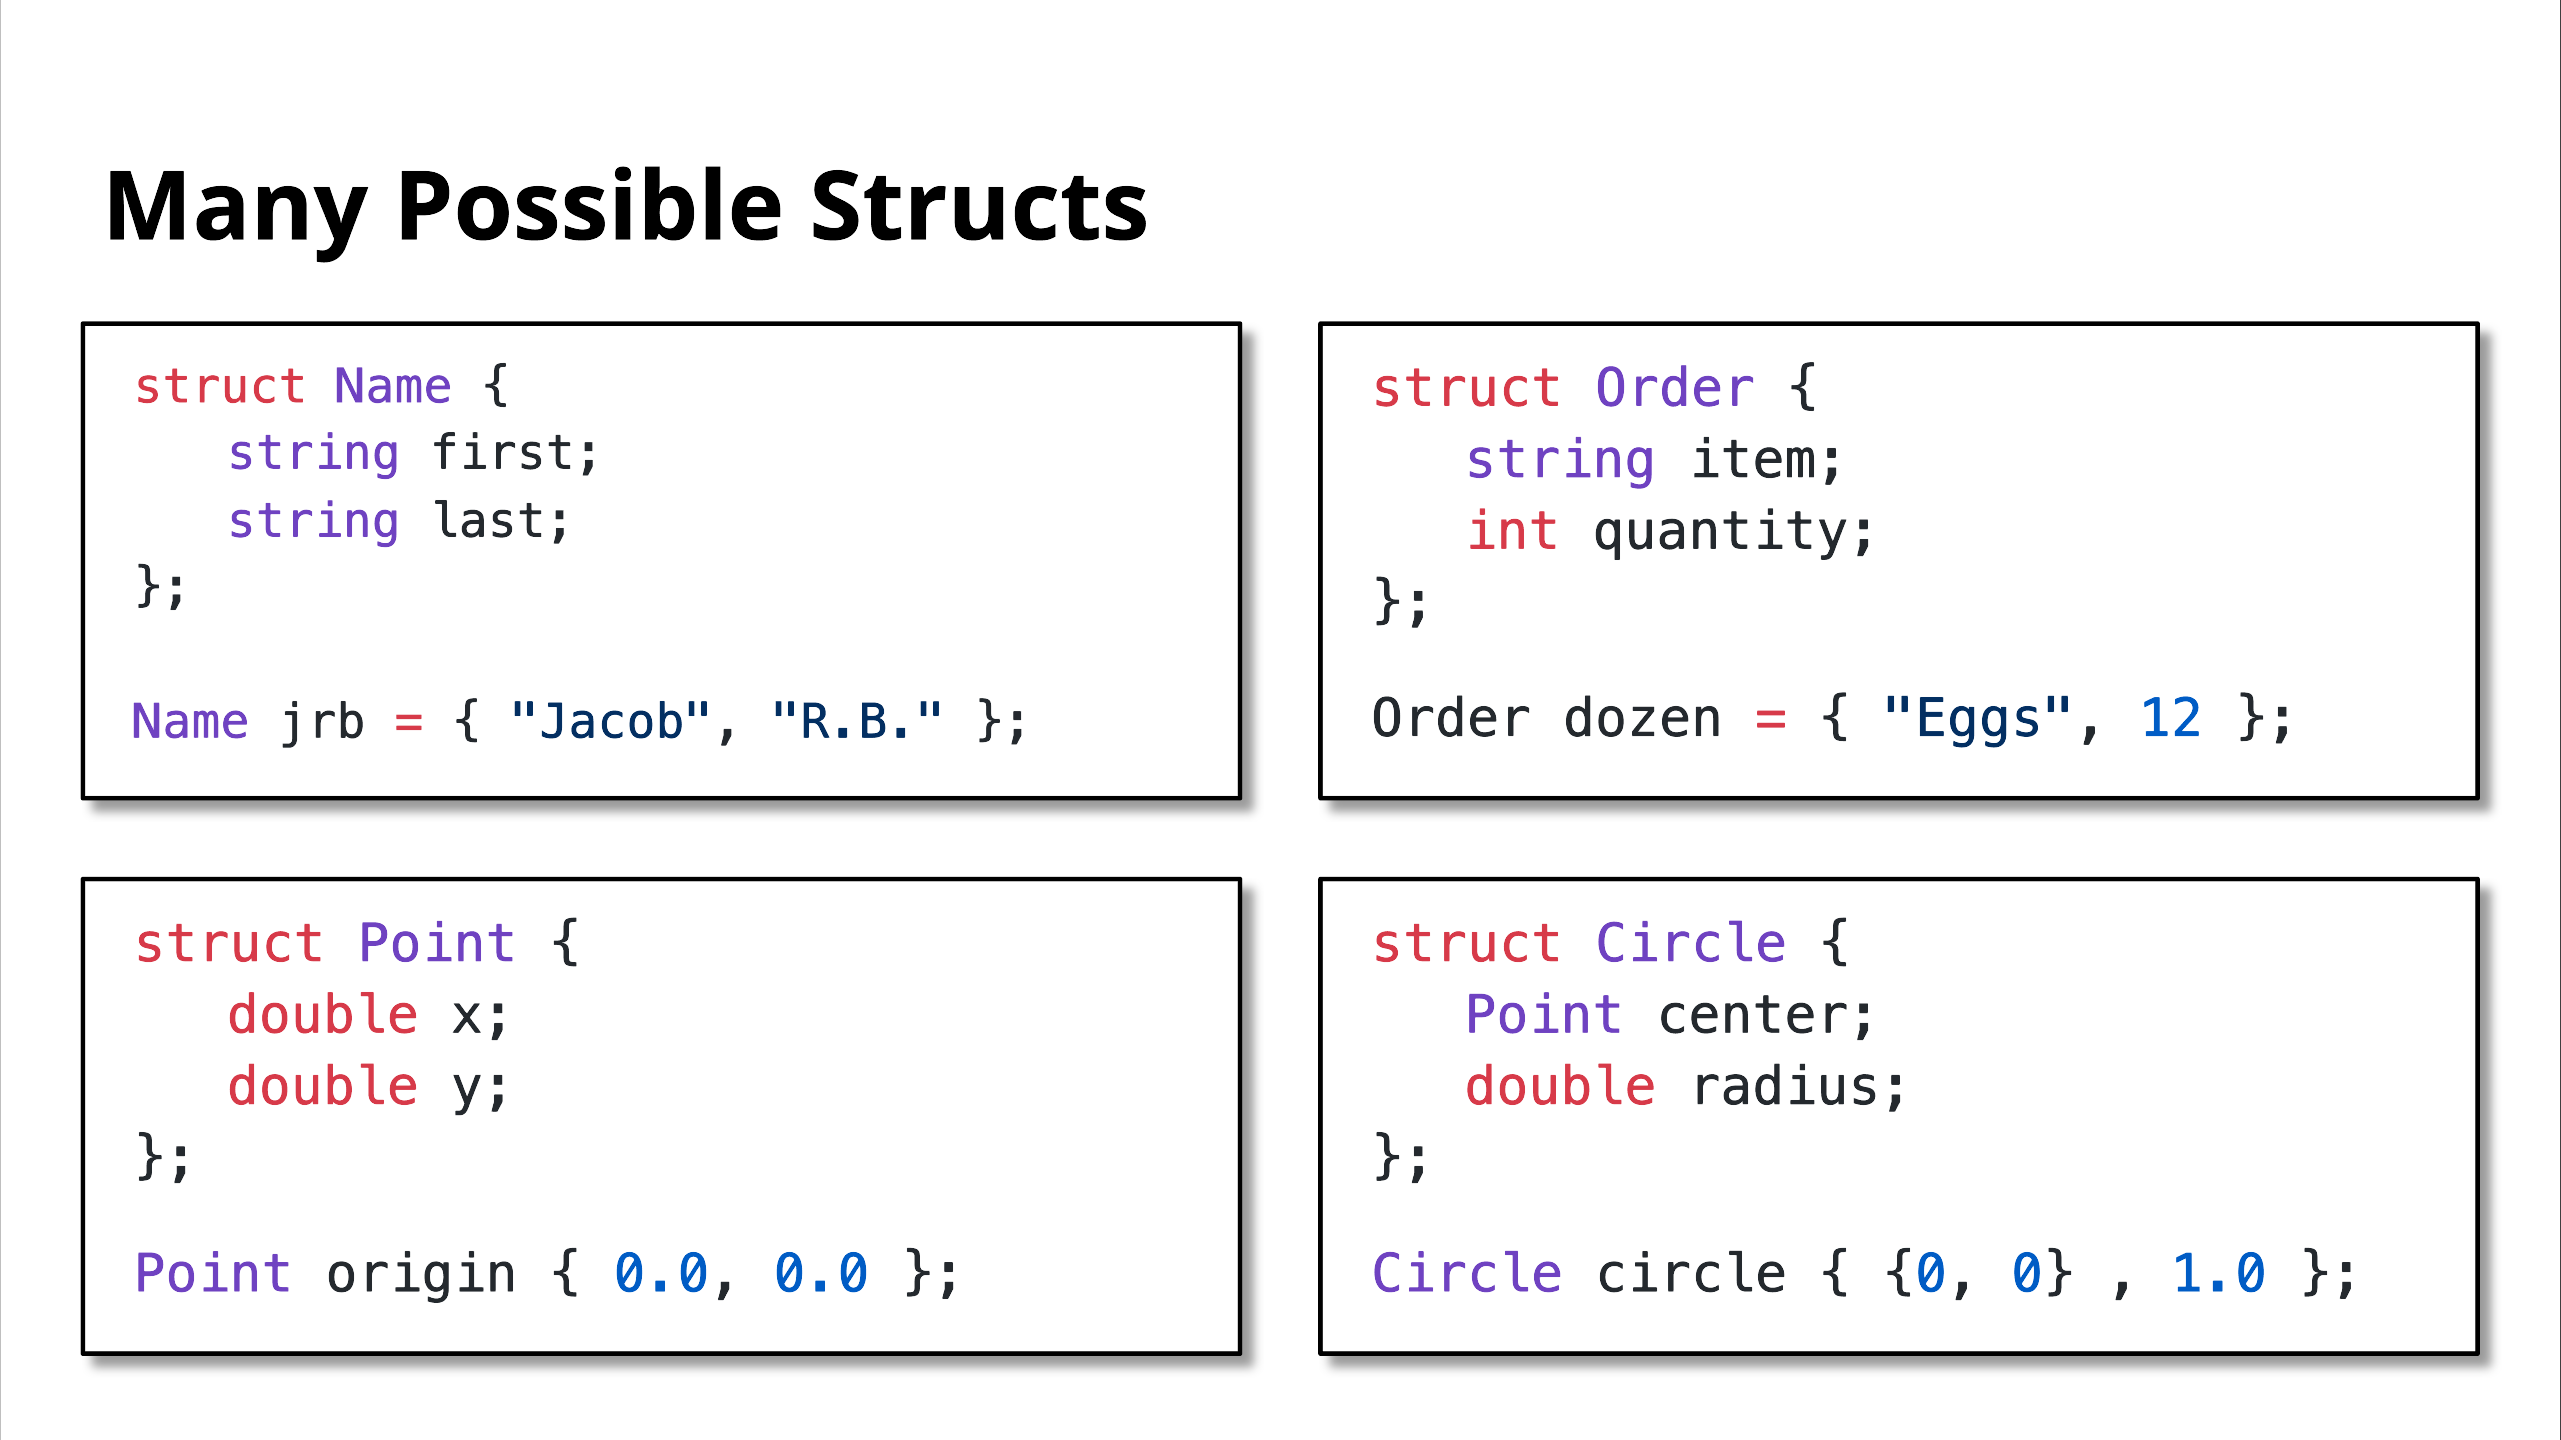 Many Possible Structs
struct Name {
    string first;
    string last;
};
Name jrb = { "Jacob", "R.B." };
struct Order {
   string item;
   int quantity;
};
Order dozen = { "Eggs", 12 };
struct Point {
   double x;
   double y;
};
Point origin { 0.0, 0.0 };
struct Circle {
   Point center;
   double radius;
};
Circle circle { {0, 0} , 1.0 };